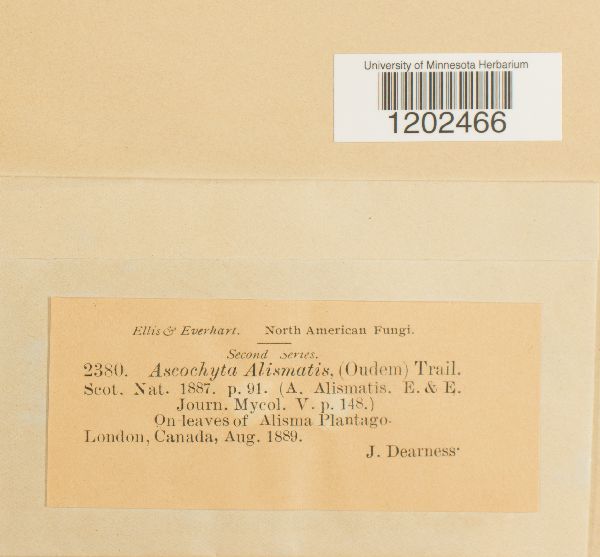 University of Minnesota Herbarium
1202466
Ellis & Everhart. North American Fungi.
Second Series.
2380. Ascochyta Alismatis, (Oudem) Trail.
Scot. Nat. 1887. p. 91. (A. Alismatis. E. & E.
Journ. Mycol. V. p. 148.)
On leaves of Alisma Plantago.
London, Canada, Aug. 1889.
J. Dearness.